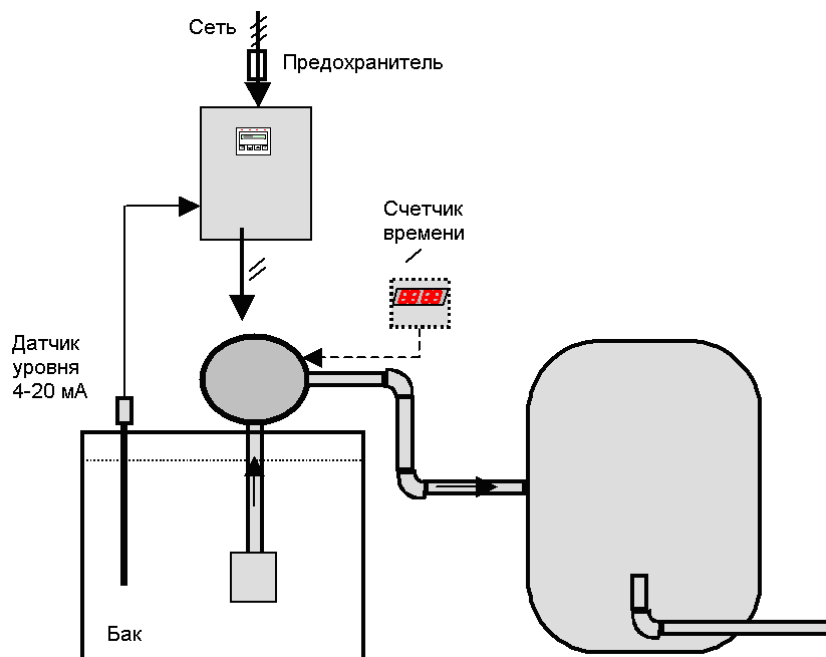 Сеть
Предохранитель
Счетчик
времени
Датчик
уровня
4-20 мА
Бак